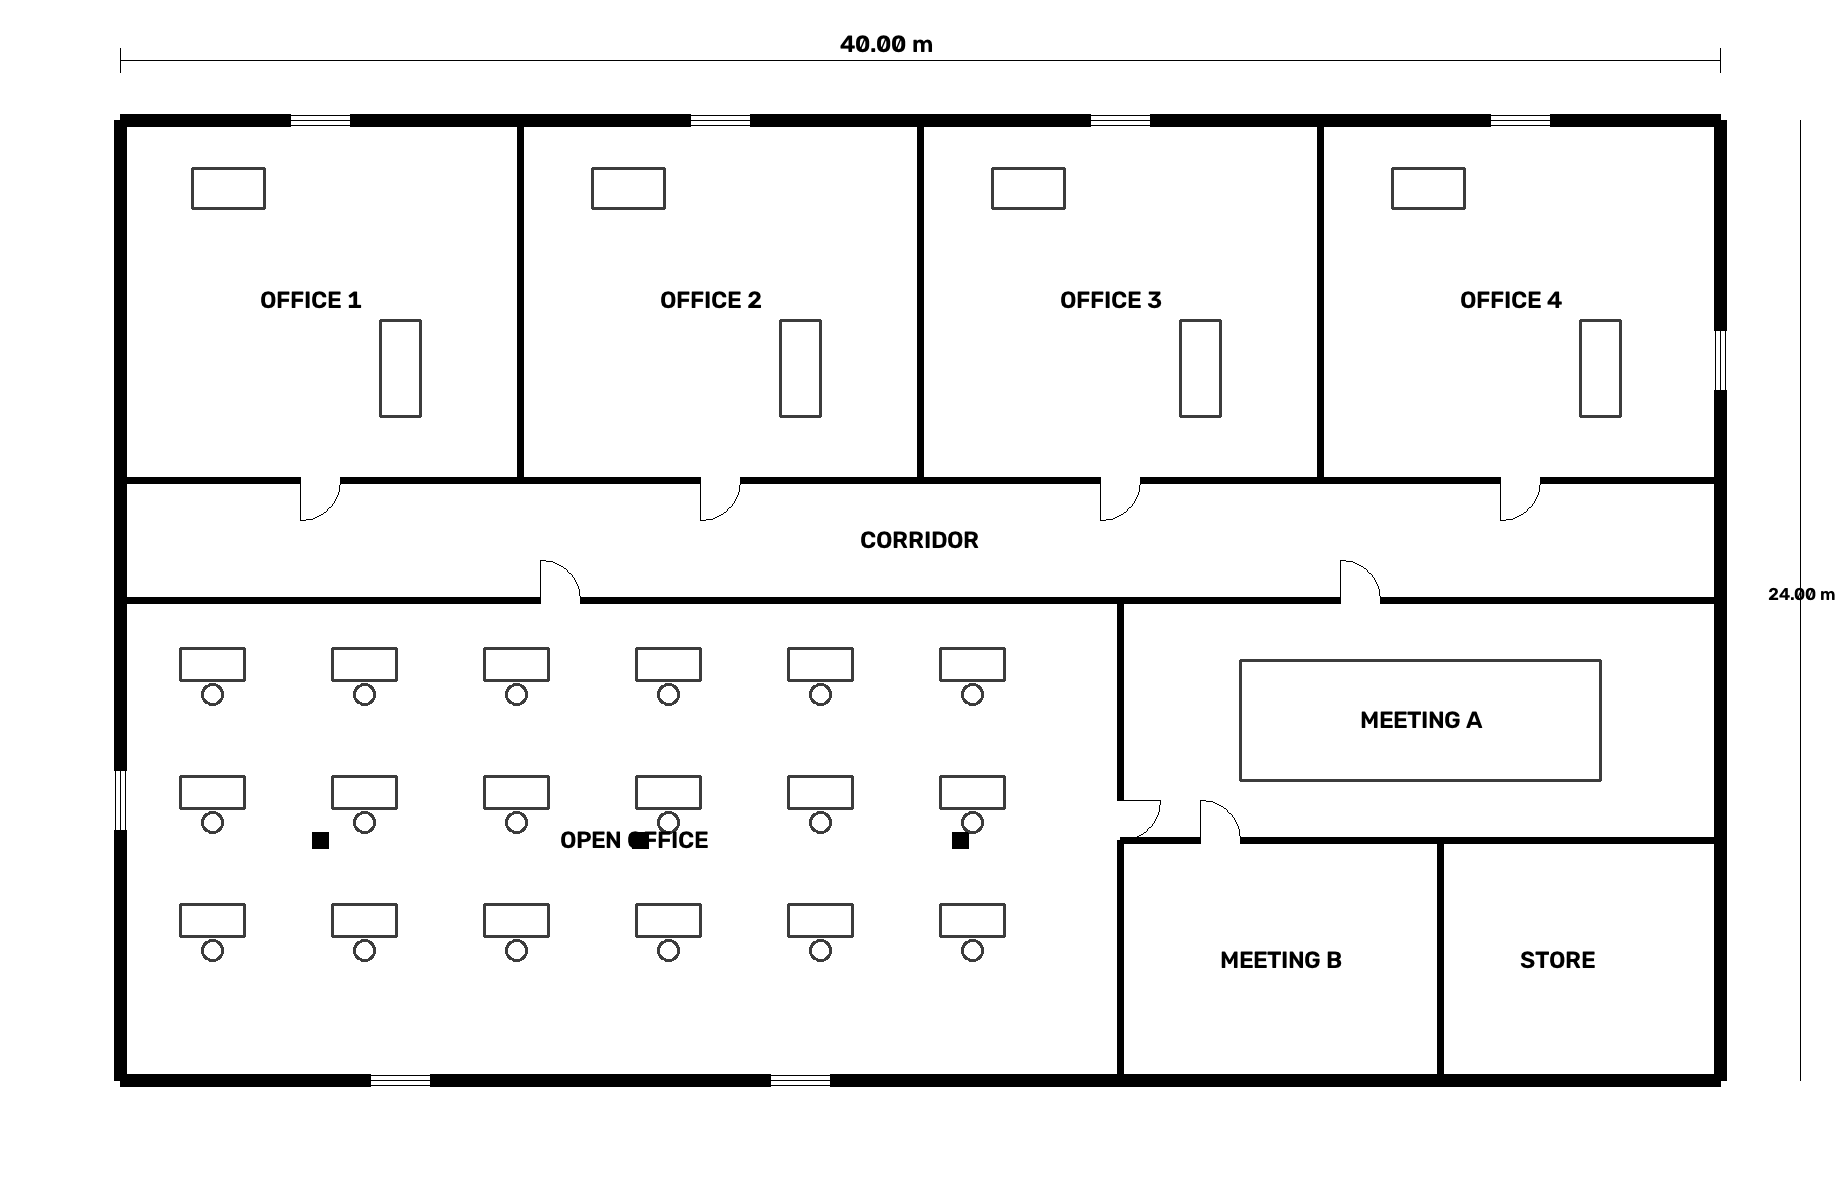 40.00 m
OFFICE 1
OFFICE 2
OFFICE 3
OFFICE 4
CORRIDOR
24.00 m
MEETING A
OPEN OFFICE
MEETING B
STORE